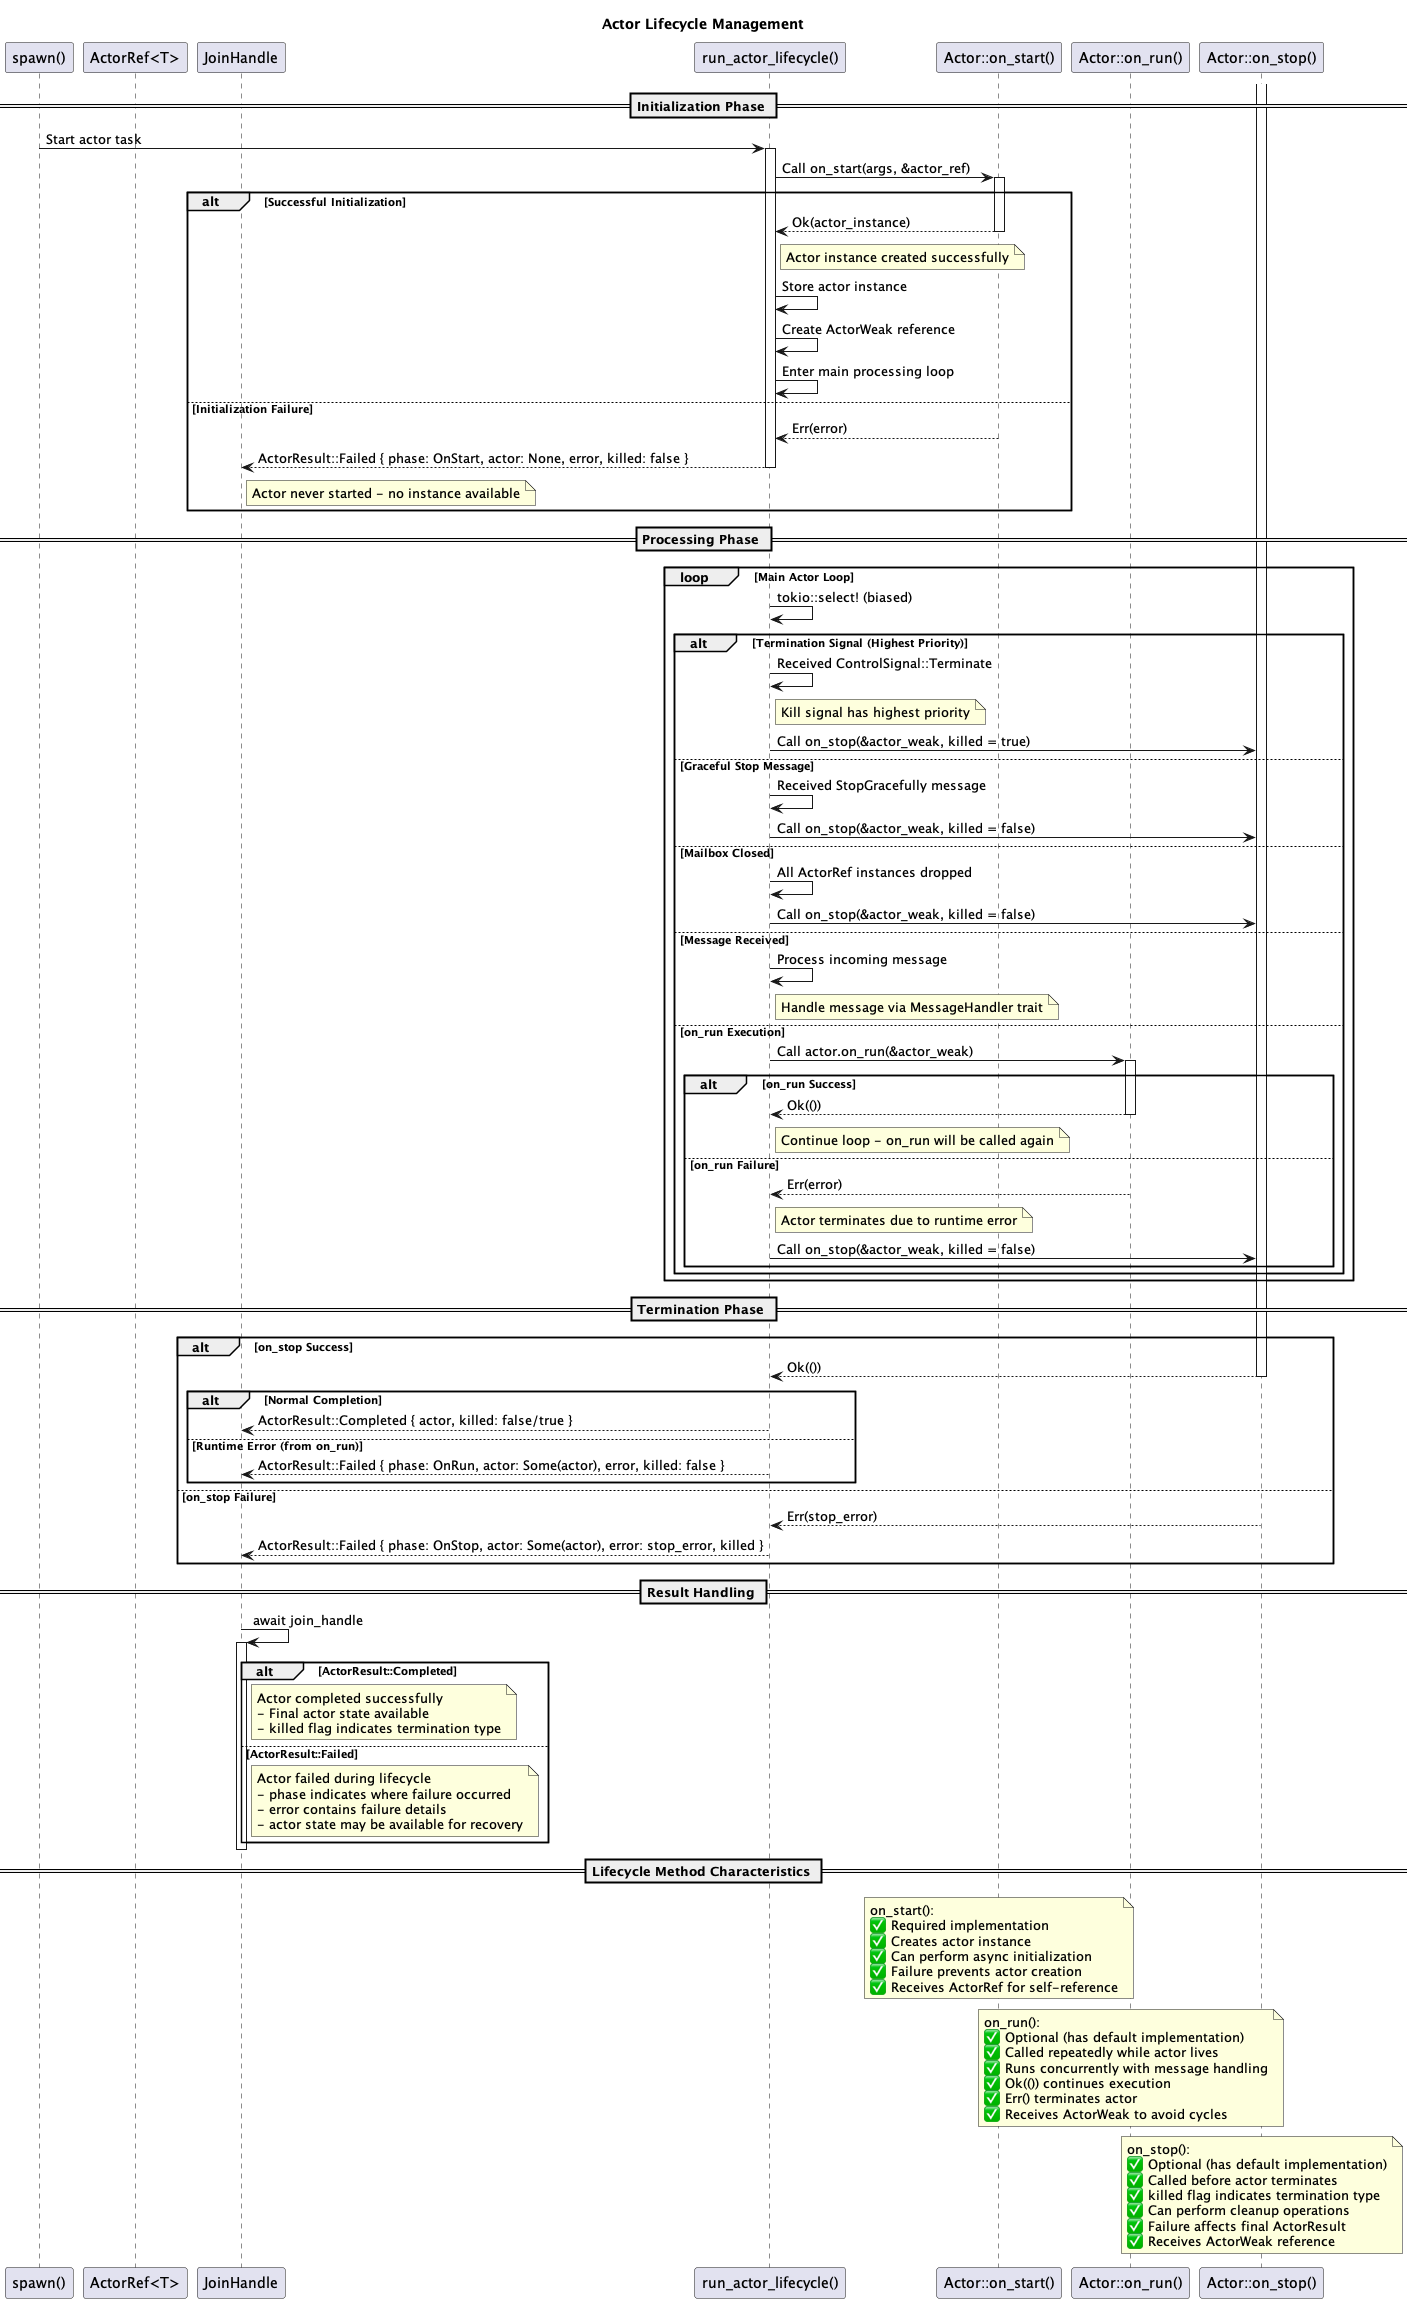 Actor Lifecycle Management
spawn()
ActorRef<T>
JoinHandle
run_actor_lifecycle()
Actor::on_start()
Actor::on_run()
Actor::on_stop()
Initialization Phase
Start actor task
Call on_start(args, &actor_ref)
alt
[Successful Initialization]
Ok(actor_instance)
Actor instance created successfully
Store actor instance
Create ActorWeak reference
Enter main processing loop
[Initialization Failure]
Err(error)
ActorResult::Failed { phase: OnStart, actor: None, error, killed: false }
Actor never started - no instance available
Processing Phase
loop
[Main Actor Loop]
tokio::select! (biased)
alt
[Termination Signal (Highest Priority)]
Received ControlSignal::Terminate
Kill signal has highest priority
Call on_stop(&actor_weak, killed = true)
[Graceful Stop Message]
Received StopGracefully message
Call on_stop(&actor_weak, killed = false)
[Mailbox Closed]
All ActorRef instances dropped
Call on_stop(&actor_weak, killed = false)
[Message Received]
Process incoming message
Handle message via MessageHandler trait
[on_run Execution]
Call actor.on_run(&actor_weak)
alt
[on_run Success]
Ok(())
Continue loop - on_run will be called again
[on_run Failure]
Err(error)
Actor terminates due to runtime error
Call on_stop(&actor_weak, killed = false)
Termination Phase
alt
[on_stop Success]
Ok(())
alt
[Normal Completion]
ActorResult::Completed { actor, killed: false/true }
[Runtime Error (from on_run)]
ActorResult::Failed { phase: OnRun, actor: Some(actor), error, killed: false }
[on_stop Failure]
Err(stop_error)
ActorResult::Failed { phase: OnStop, actor: Some(actor), error: stop_error, killed }
Result Handling
await join_handle
alt
[ActorResult::Completed]
Actor completed successfully
- Final actor state available
- killed flag indicates termination type
[ActorResult::Failed]
Actor failed during lifecycle
- phase indicates where failure occurred
- error contains failure details
- actor state may be available for recovery
Lifecycle Method Characteristics
on_start():
✅ Required implementation
✅ Creates actor instance
✅ Can perform async initialization
✅ Failure prevents actor creation
✅ Receives ActorRef for self-reference
on_run():
✅ Optional (has default implementation)
✅ Called repeatedly while actor lives
✅ Runs concurrently with message handling
✅ Ok(()) continues execution
✅ Err() terminates actor
✅ Receives ActorWeak to avoid cycles
on_stop():
✅ Optional (has default implementation)
✅ Called before actor terminates
✅ killed flag indicates termination type
✅ Can perform cleanup operations
✅ Failure affects final ActorResult
✅ Receives ActorWeak reference
spawn()
ActorRef<T>
JoinHandle
run_actor_lifecycle()
Actor::on_start()
Actor::on_run()
Actor::on_stop()